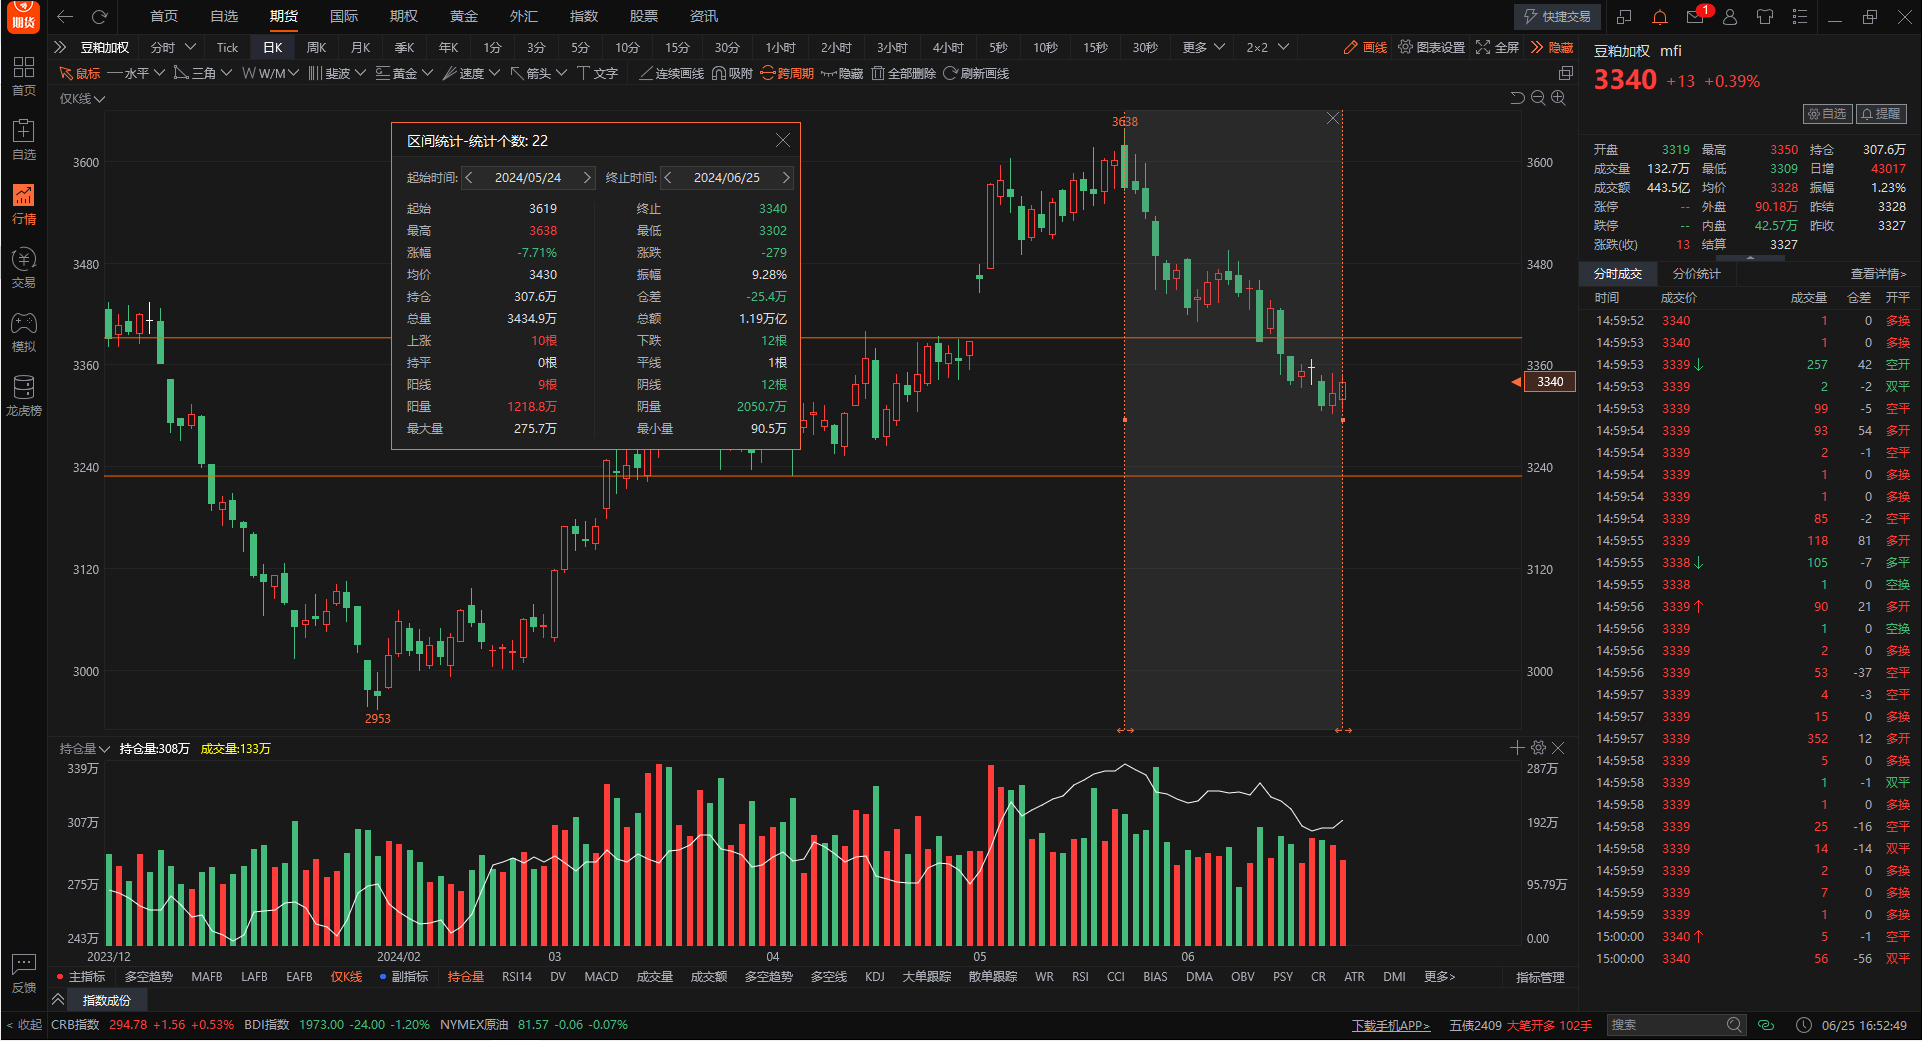 期货 首页 自选 期货 国际 期权 黄金 外汇 指数 股票 资讯 快捷交易 1
豆粕加权 分时 Tick 日K 周K 月K 季K 年K 1分 3分 5分 10分 15分 30分 1小时 2小时 3小时 4小时 5秒 10秒 15秒 30秒 更多 2×2 画线 图表设置 全屏 隐藏
鼠标 水平 三角 W/M 斐波 黄金 速度 箭头 文字 连续画线 吸附 跨周期 隐藏 全部删除 刷新画线
仅K线
首页
自选
行情
交易
模拟
龙虎榜
反馈
< 收起
3638
3600 3600
3480 3480
3360 3360
3340
3240 3240
3120 3120
3000 3000
2953
区间统计-统计个数: 22
起始时间: 2024/05/24 终止时间: 2024/06/25
起始 3619 终止 3340
最高 3638 最低 3302
涨幅 -7.71% 涨跌 -279
均价 3430 振幅 9.28%
持仓 307.6万 仓差 -25.4万
总量 3434.9万 总额 1.19万亿
上涨 10根 下跌 12根
持平 0根 平线 1根
阳线 9根 阴线 12根
阳量 1218.8万 阴量 2050.7万
最大量 275.7万 最小量 90.5万
持仓量 持仓量:308万 成交量:133万
339万 287万
307万 192万
275万 95.79万
243万 0.00
2023/12 2024/02 03 04 05 06
主指标 多空趋势 MAFB LAFB EAFB 仅K线 副指标 持仓量 RSI14 DV MACD 成交量 成交额 多空趋势 多空线 KDJ 大单跟踪 散单跟踪 WR RSI CCI BIAS DMA OBV PSY CR ATR DMI 更多> 指标管理
指数成份
CRB指数 294.78 +1.56 +0.53% BDI指数 1973.00 -24.00 -1.20% NYMEX原油 81.57 -0.06 -0.07% 下载手机APP> 五债2409 大笔开多 102手 搜索 06/25 16:52:49
豆粕加权 mfi
3340 +13 +0.39%
自选 提醒
开盘 3319 最高 3350 持仓 307.6万
成交量 132.7万 最低 3309 日增 43017
成交额 443.5亿 均价 3328 振幅 1.23%
涨停 -- 外盘 90.18万 昨结 3328
跌停 -- 内盘 42.57万 昨收 3327
涨跌(收) 13 结算 3327
分时成交 分价统计 查看详情>
时间 成交价 成交量 仓差 开平
14:59:52 3340 1 0 多换
14:59:53 3340 1 0 多换
14:59:53 3339↓ 257 42 空开
14:59:53 3339 2 -2 双平
14:59:53 3339 99 -5 空平
14:59:54 3339 93 54 多开
14:59:54 3339 2 -1 空平
14:59:54 3339 1 0 多换
14:59:54 3339 1 0 多换
14:59:54 3339 85 -2 空平
14:59:55 3339 118 81 多开
14:59:55 3338↓ 105 -7 多平
14:59:55 3338 1 0 空换
14:59:56 3339↑ 90 21 多开
14:59:56 3339 1 0 空换
14:59:56 3339 2 0 多换
14:59:56 3339 53 -37 空平
14:59:57 3339 4 -3 空平
14:59:57 3339 15 0 多换
14:59:57 3339 352 12 多开
14:59:58 3339 5 0 多换
14:59:58 3339 1 -1 双平
14:59:58 3339 1 0 多换
14:59:58 3339 25 -16 空平
14:59:58 3339 14 -14 双平
14:59:59 3339 2 0 多换
14:59:59 3339 7 0 多换
14:59:59 3339 1 0 多换
15:00:00 3340↑ 5 -1 空平
15:00:00 3340 56 -56 双平